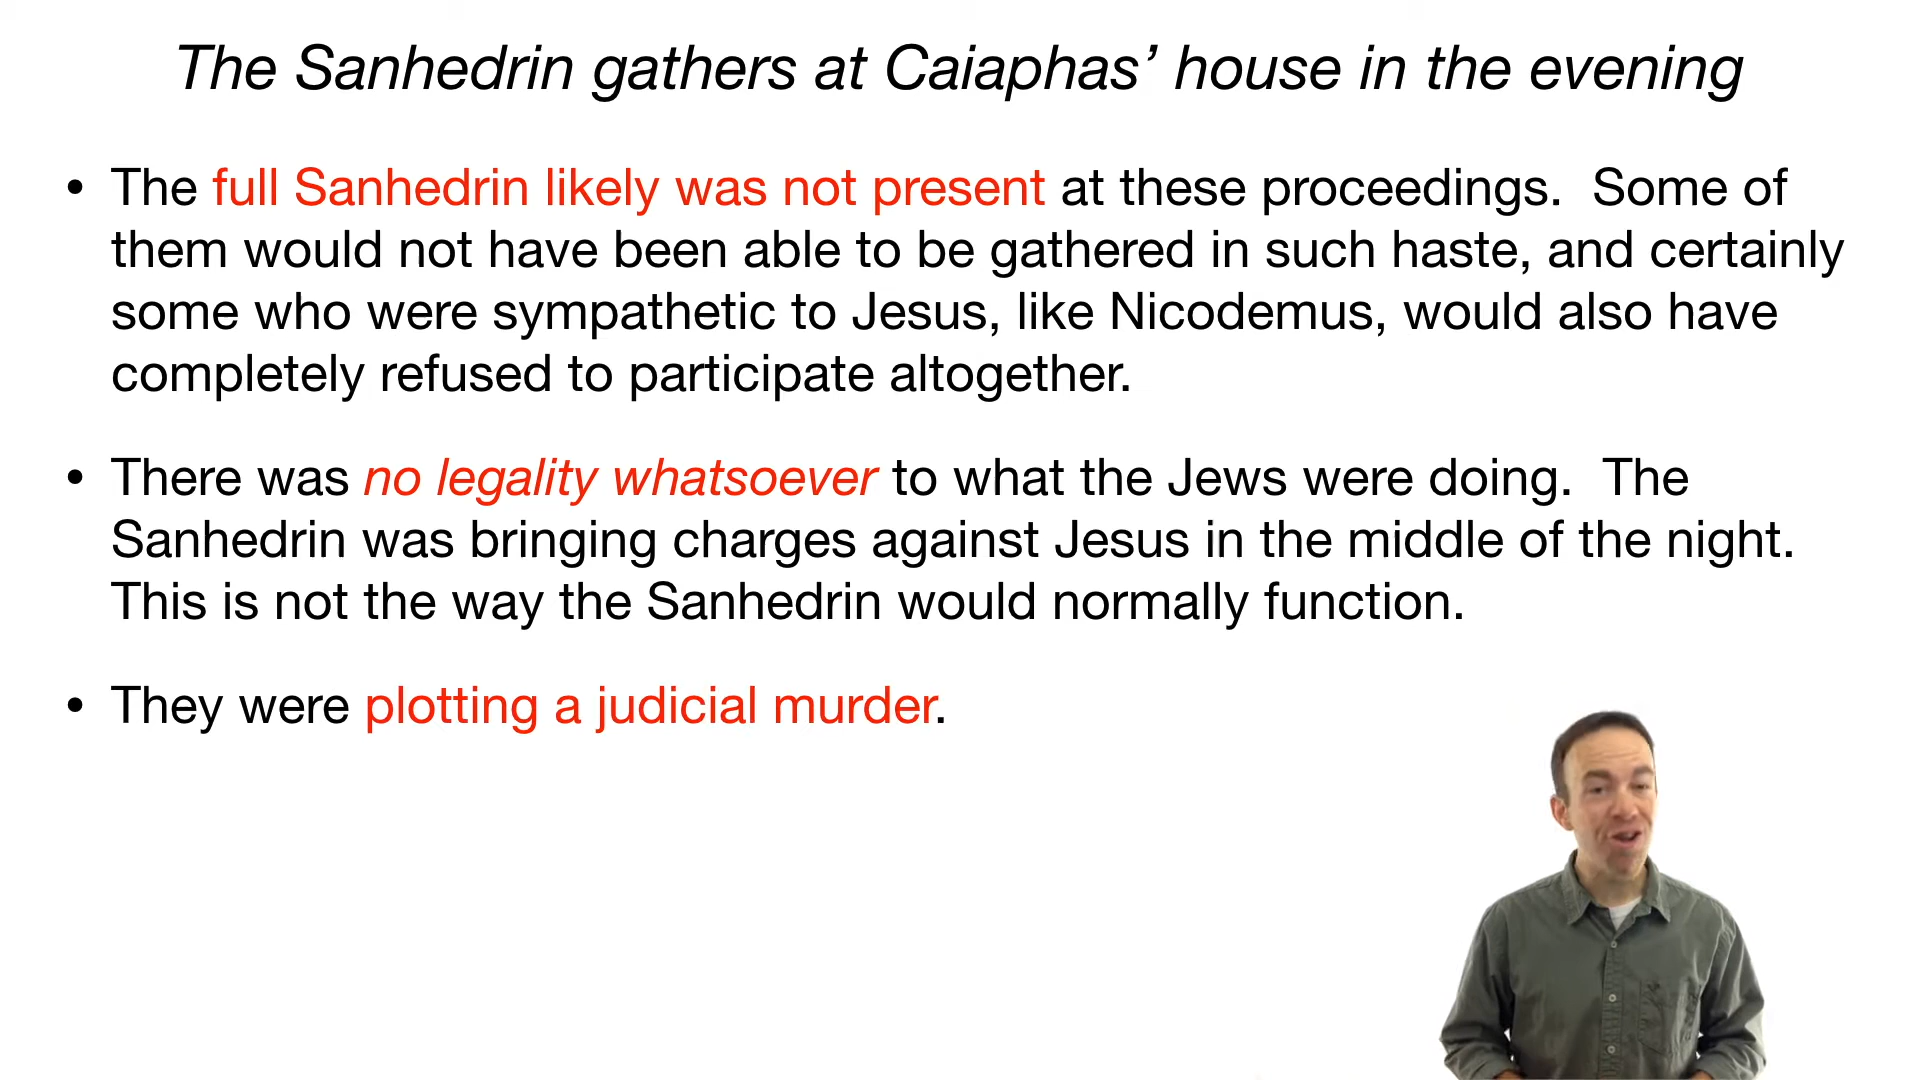 The Sanhedrin gathers at Caiaphas’ house in the evening
• The full Sanhedrin likely was not present at these proceedings.  Some of
them would not have been able to be gathered in such haste, and certainly
some who were sympathetic to Jesus, like Nicodemus, would also have
completely refused to participate altogether.
• There was no legality whatsoever to what the Jews were doing.  The
Sanhedrin was bringing charges against Jesus in the middle of the night.
This is not the way the Sanhedrin would normally function.
• They were plotting a judicial murder.